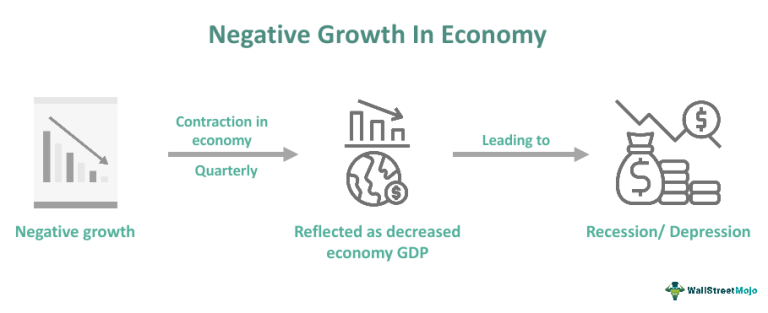 Negative Growth In Economy
Contraction in
economy
Quarterly
Leading to
$
$
$
Negative growth
Reflected as decreased
economy GDP
Recession/ Depression
WallStreetMojo